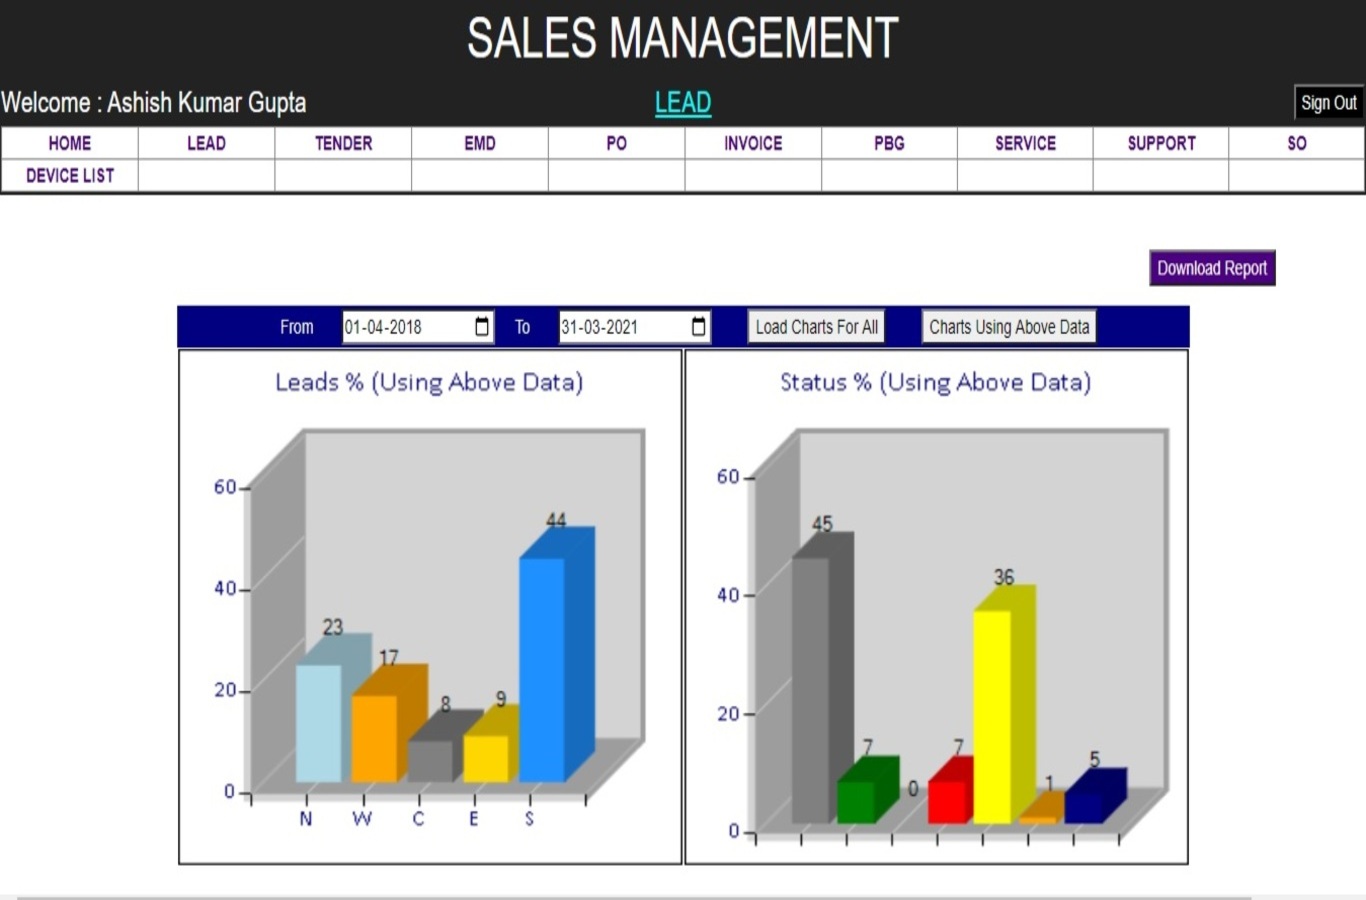 SALES MANAGEMENT
Welcome : Ashish Kumar Gupta LEAD Sign Out
HOME LEAD TENDER EMD PO INVOICE PBG SERVICE SUPPORT SO
DEVICE LIST
Download Report
From 01-04-2018 To 31-03-2021 Load Charts For All Charts Using Above Data
Leads % (Using Above Data)
60
40
20
0
23
17
8
9
44
N W C E S
Status % (Using Above Data)
60
40
20
0
45
7
0
7
36
1
5